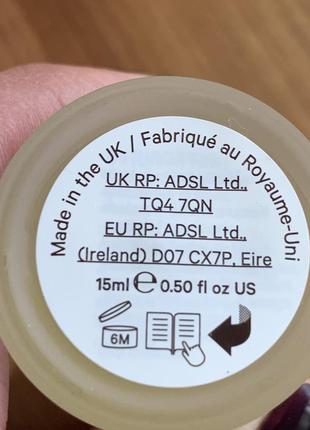 Made in the UK / Fabriqué au Royaume-Uni
UK RP: ADSL Ltd.,
TQ4 7QN
EU RP: ADSL Ltd.,
(Ireland) D07 CX7P, Eire
15ml ℮ 0.50 fl oz US
6M